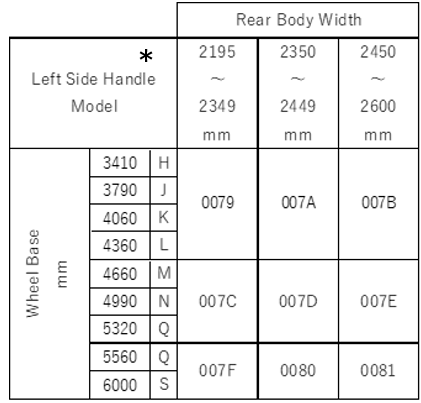 Rear Body Width
*
Left Side Handle
Model
2195
～
2349
mm
2350
～
2449
mm
2450
～
2600
mm
Wheel Base
mm
3410 H
3790 J
4060 K
4360 L
0079 007A 007B
4660 M
4990 N
5320 Q
007C 007D 007E
5560 Q
6000 S
007F 0080 0081